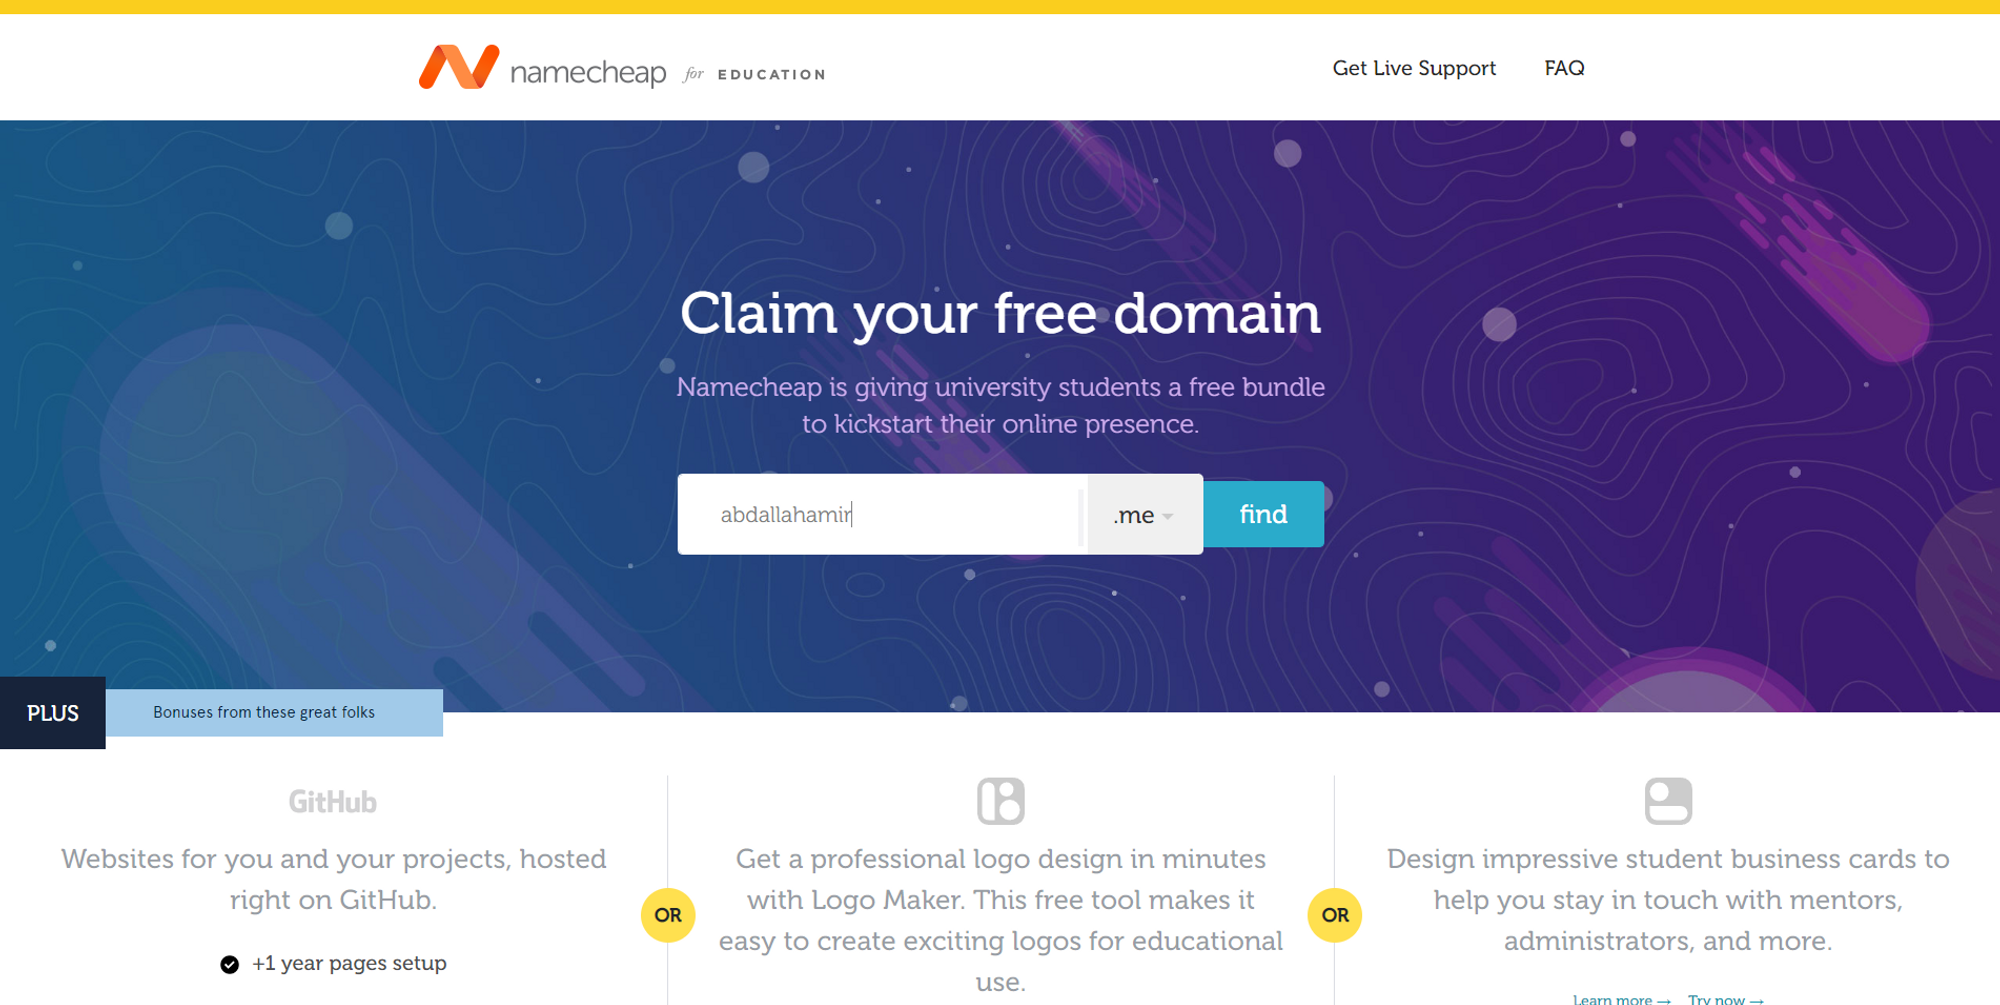 namecheap for EDUCATION
Get Live Support FAQ
Claim your free domain
Namecheap is giving university students a free bundle
to kickstart their online presence.
abdallahamir .me find
PLUS Bonuses from these great folks
GitHub
Websites for you and your projects, hosted
right on GitHub.
+1 year pages setup
OR
Get a professional logo design in minutes
with Logo Maker. This free tool makes it
easy to create exciting logos for educational
use.
OR
Design impressive student business cards to
help you stay in touch with mentors,
administrators, and more.
Learn more → Try now →